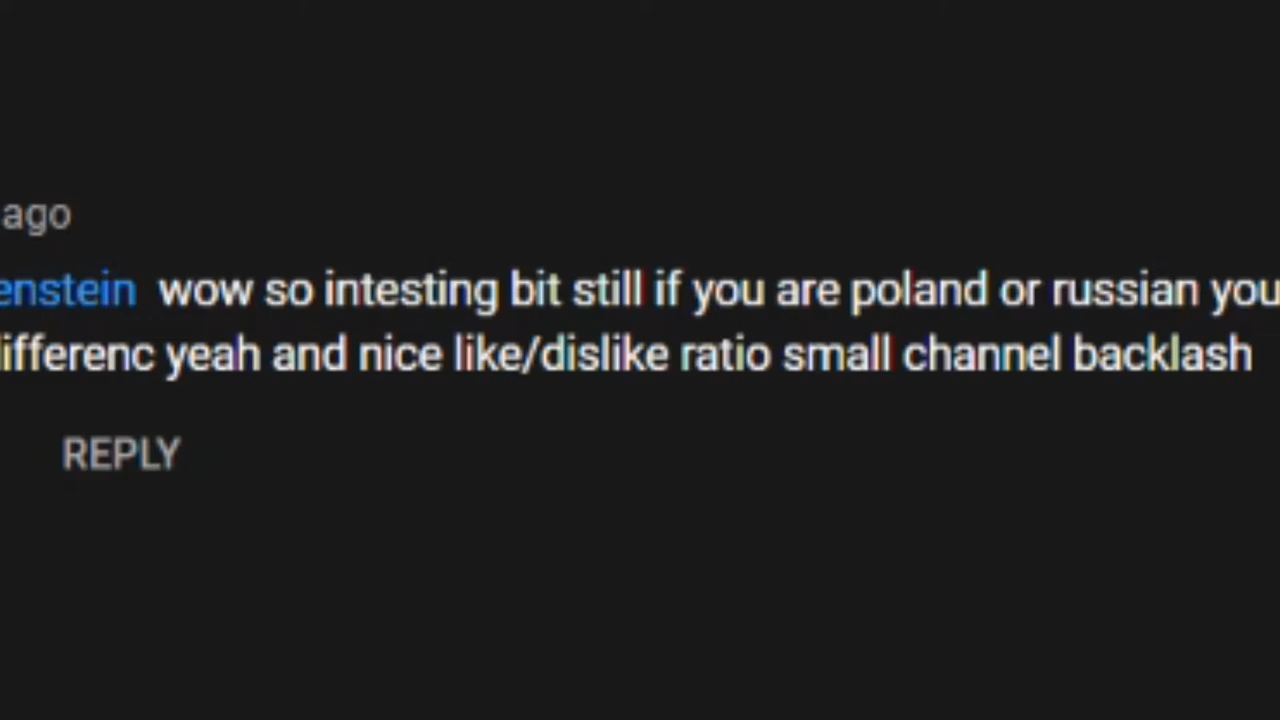 ago
enstein wow so intesting bit still if you are poland or russian you
ifferenc yeah and nice like/dislike ratio small channel backlash
REPLY